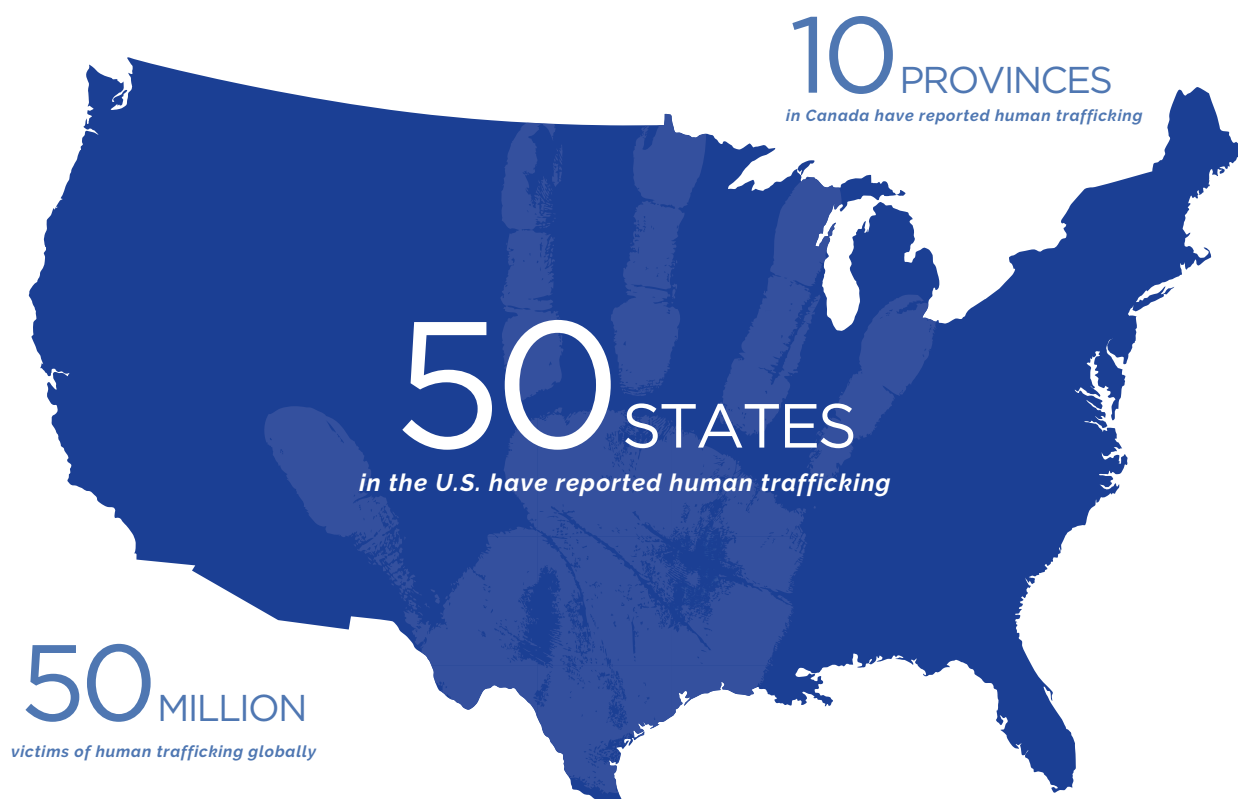 10 PROVINCES
in Canada have reported human trafficking
50 STATES
in the U.S. have reported human trafficking
50 MILLION
victims of human trafficking globally